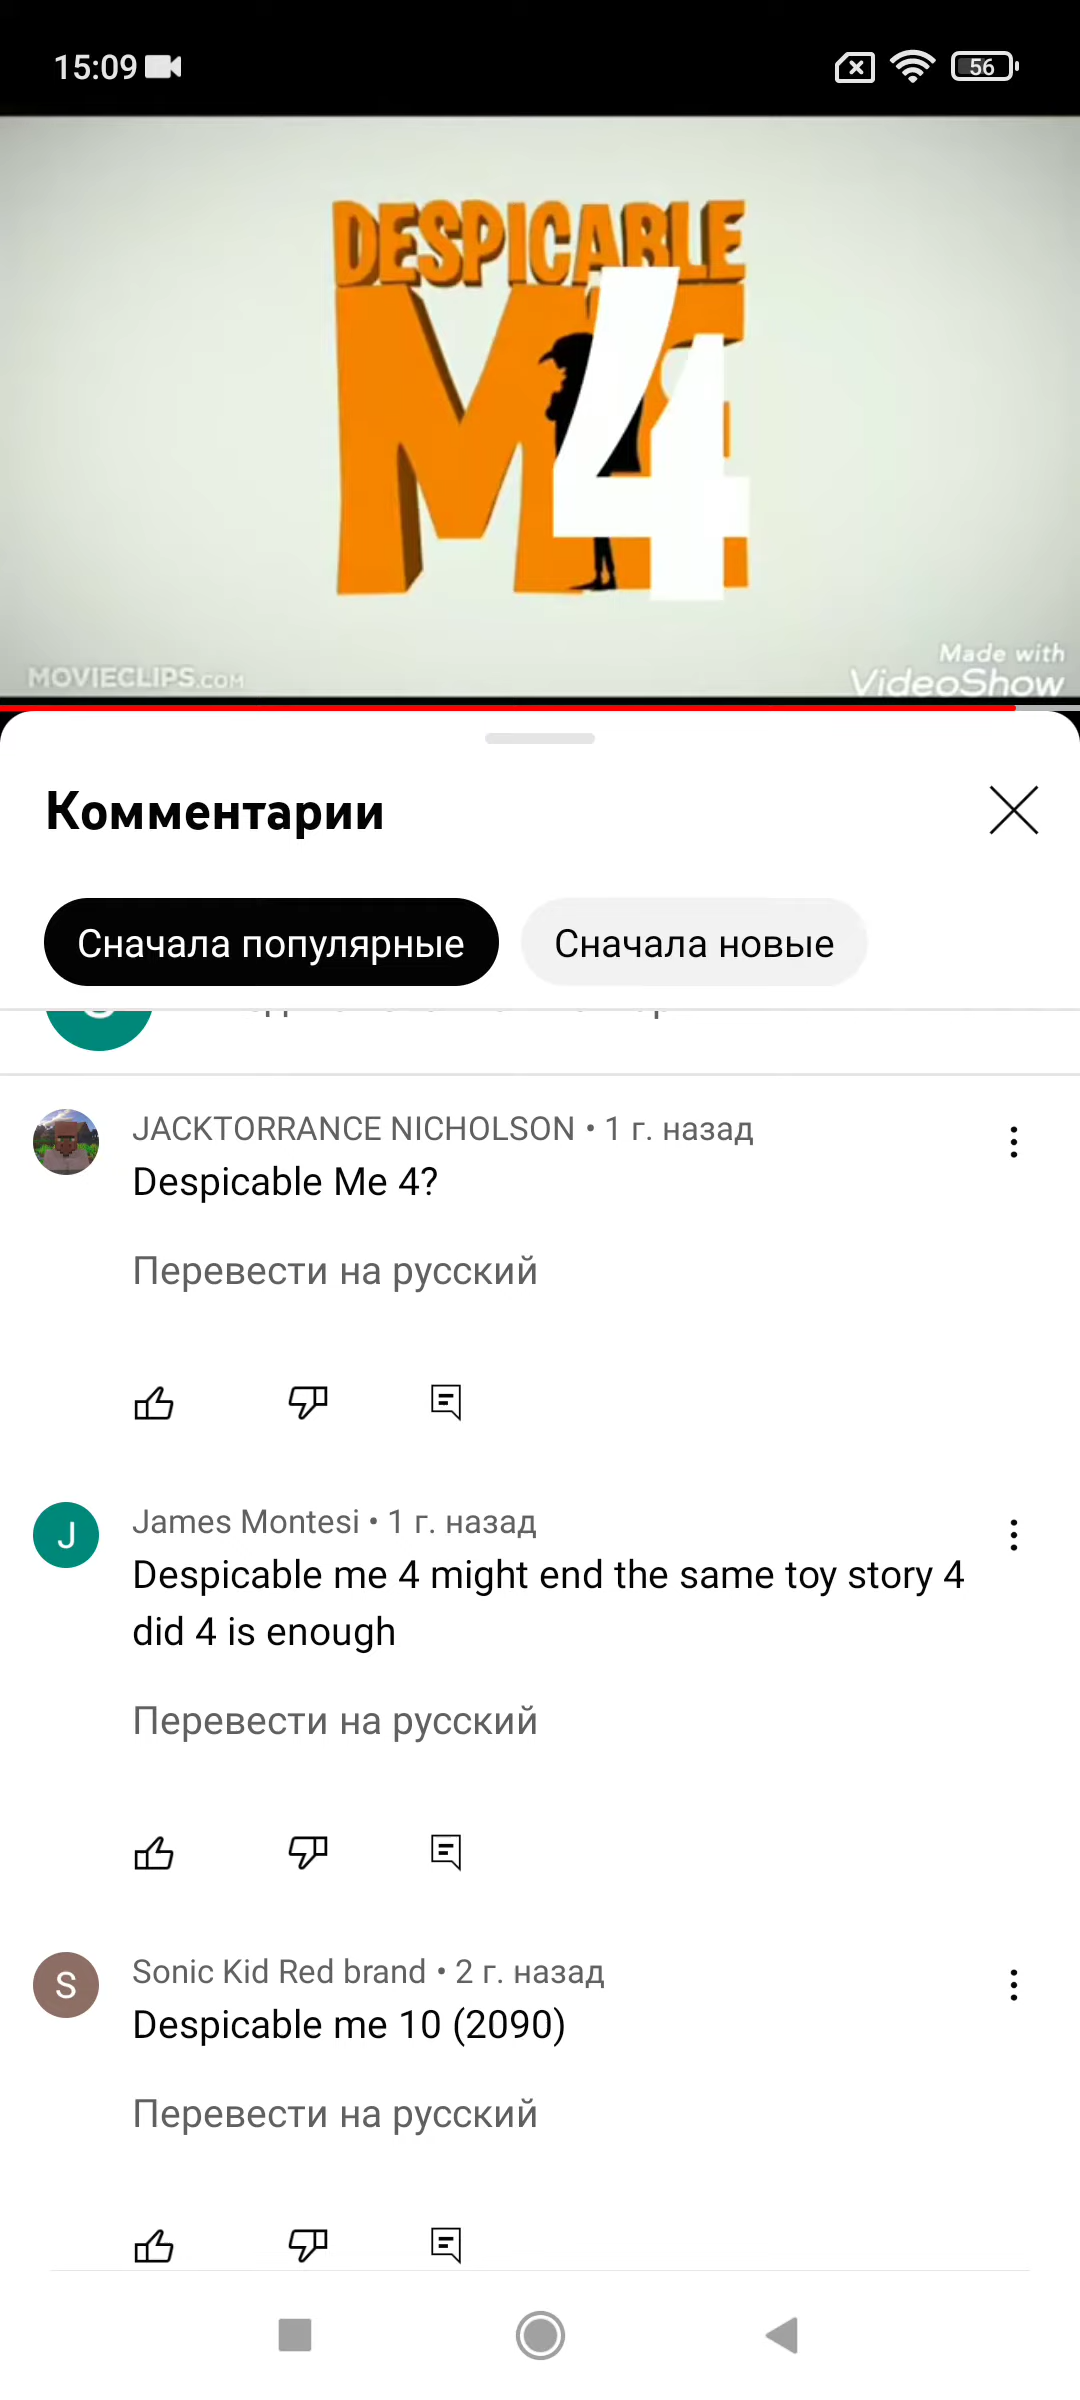 15:09
56
DESPICABLE
ME
4
MOVIECLIPS.COM
Made with
VideoShow
Комментарии
Сначала популярные
Сначала новые
JACKTORRANCE NICHOLSON • 1 г. назад
Despicable Me 4?
Перевести на русский
J
James Montesi • 1 г. назад
Despicable me 4 might end the same toy story 4
did 4 is enough
Перевести на русский
S
Sonic Kid Red brand • 2 г. назад
Despicable me 10 (2090)
Перевести на русский